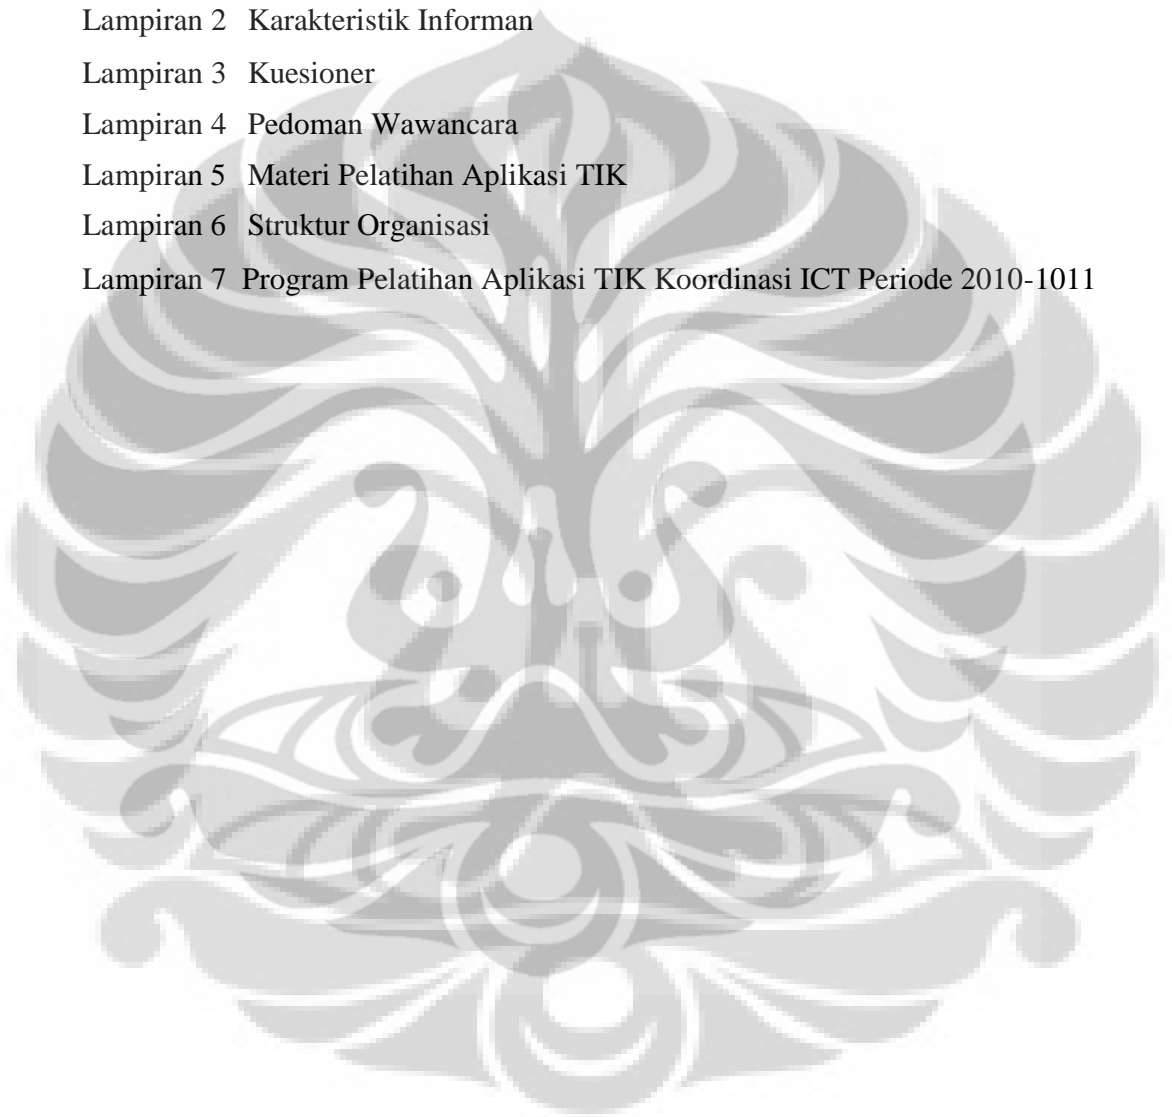 Lampiran 2 Karakteristik Informan
Lampiran 3 Kuesioner
Lampiran 4 Pedoman Wawancara
Lampiran 5 Materi Pelatihan Aplikasi TIK
Lampiran 6 Struktur Organisasi
Lampiran 7 Program Pelatihan Aplikasi TIK Koordinasi ICT Periode 2010-1011